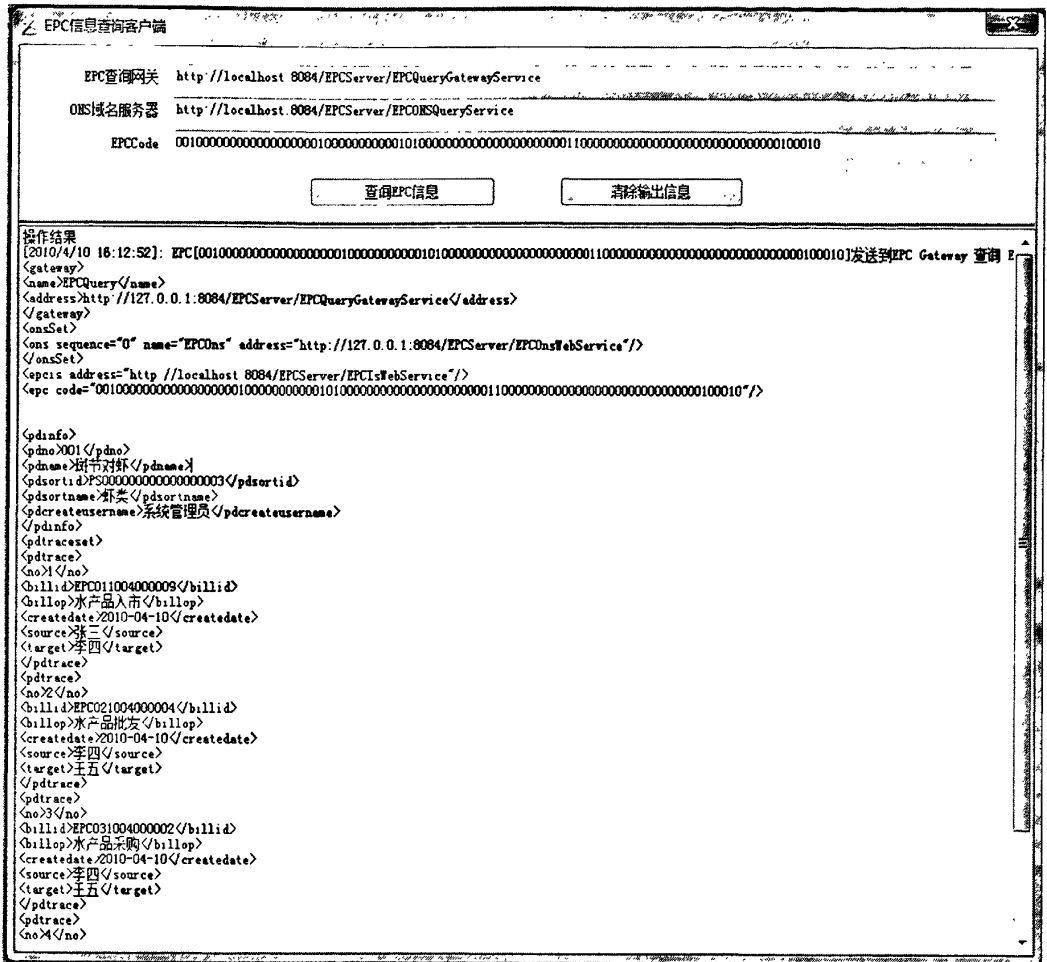 EPC信息查询客户端
EPC查询网关 http://localhost 8084/EPCServer/EPCQueryGatewayService
ONS域名服务器 http://localhost.8084/EPCServer/EPCONSQueryService
EPCCode
查询EPC信息 清除输出信息
操作结果
[2010/4/10 16:12:52]: 发送到EPC Gateway 查询 E
<gateway>
<name>EPCQuery</name>
<address>http://127.0.0.1:8084/EPCServer/EPCQueryGatewayService</address>
</gateway>
<onsSet>
<ons sequence="0" name="EPCOns" address="http://127.0.0.1:8084/EPCServer/EPCOnsWebService"/>
</onsSet>
<epcis address="http //localhost 8084/EPCServer/EPCIsWebService"/>
<epc
<pdinfo>
<pdno>001</pdno>
<pdname>斑节对虾</pdname>
<pdsortid>PS000000000000000003</pdsortid>
<pdsortname>虾类</pdsortname>
<pdcreateusername>系统管理员</pdcreateusername>
</pdinfo>
<pdtraceset>
<pdtrace>
<no>1</no>
<billid>EPC011004000009</billid>
<billop>水产品入市</billop>
<createdate>2010-04-10</createdate>
<source>张三</source>
<target>李四</target>
</pdtrace>
<pdtrace>
<no>2</no>
<billid>EPC021004000004</billid>
<billop>水产品批发</billop>
<createdate>2010-04-10</createdate>
<source>李四</source>
<target>王五</target>
</pdtrace>
<pdtrace>
<no>3</no>
<billid>EPC031004000002</billid>
<billop>水产品采购</billop>
<createdate>2010-04-10</createdate>
<source>李四</source>
<target>王五</target>
</pdtrace>
<pdtrace>
<no>4</no>